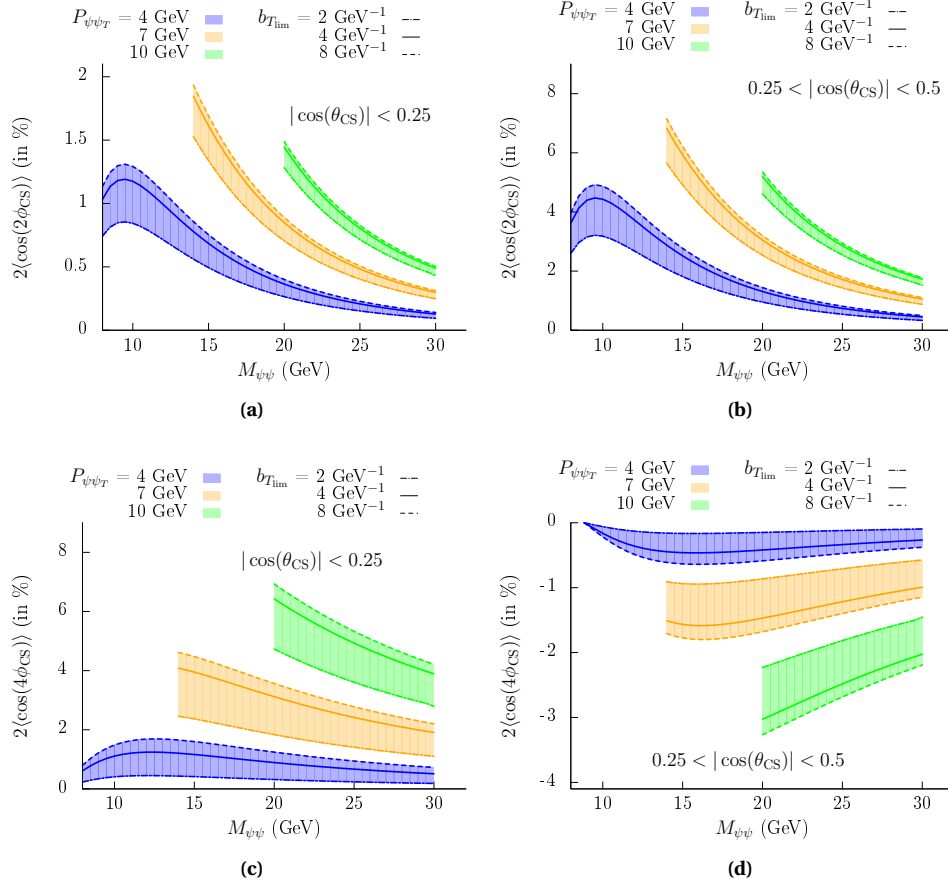 P_{ψψ_T} = 4 GeV b_{T_lim} = 2 GeV⁻¹
7 GeV 4 GeV⁻¹
10 GeV 8 GeV⁻¹
2⟨cos(2ϕ_CS)⟩ (in %)
2
1.5
1
0.5
0
|cos(θ_CS)| < 0.25
10 15 20 25 30
M_{ψψ} (GeV)
(a)
P_{ψψ_T} = 4 GeV b_{T_lim} = 2 GeV⁻¹
7 GeV 4 GeV⁻¹
10 GeV 8 GeV⁻¹
2⟨cos(2ϕ_CS)⟩ (in %)
8
6
4
2
0
0.25 < |cos(θ_CS)| < 0.5
10 15 20 25 30
M_{ψψ} (GeV)
(b)
P_{ψψ_T} = 4 GeV b_{T_lim} = 2 GeV⁻¹
7 GeV 4 GeV⁻¹
10 GeV 8 GeV⁻¹
2⟨cos(4ϕ_CS)⟩ (in %)
8
6
4
2
0
|cos(θ_CS)| < 0.25
10 15 20 25 30
M_{ψψ} (GeV)
(c)
P_{ψψ_T} = 4 GeV b_{T_lim} = 2 GeV⁻¹
7 GeV 4 GeV⁻¹
10 GeV 8 GeV⁻¹
2⟨cos(4ϕ_CS)⟩ (in %)
0
-1
-2
-3
-4
0.25 < |cos(θ_CS)| < 0.5
10 15 20 25 30
M_{ψψ} (GeV)
(d)